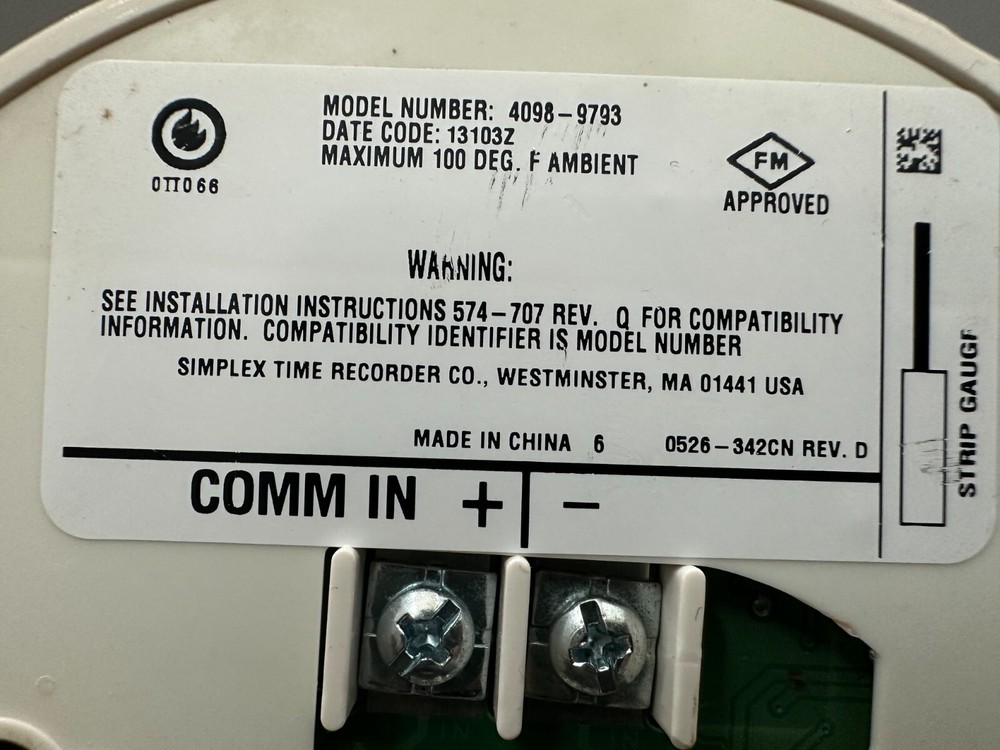 MODEL NUMBER: 4098-9793
DATE CODE: 13103Z
MAXIMUM 100 DEG. F AMBIENT
0TT066
FM
APPROVED
WARNING:
SEE INSTALLATION INSTRUCTIONS 574-707 REV. Q FOR COMPATIBILITY
INFORMATION. COMPATIBILITY IDENTIFIER IS MODEL NUMBER
SIMPLEX TIME RECORDER CO., WESTMINSTER, MA 01441 USA
MADE IN CHINA 6 0526-342CN REV. D
COMM IN + −
STRIP GAUGE